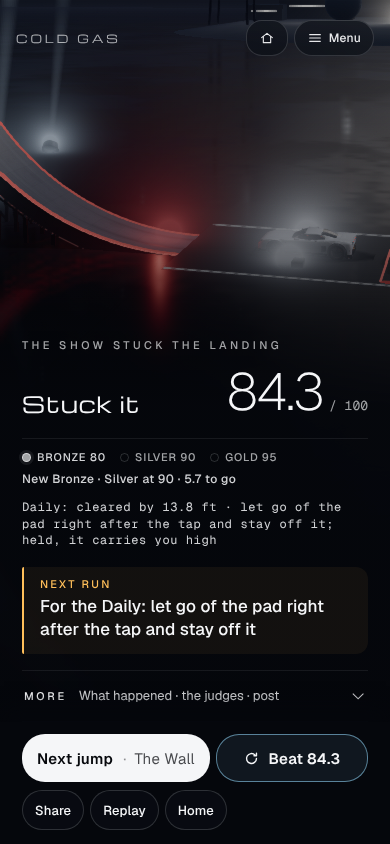 COLD GAS
Menu
THE SHOW STUCK THE LANDING
Stuck it
84.3 / 100
BRONZE 80 SILVER 90 GOLD 95
New Bronze · Silver at 90 · 5.7 to go
Daily: cleared by 13.8 ft · let go of the
pad right after the tap and stay off it;
held, it carries you high
NEXT RUN
For the Daily: let go of the pad right
after the tap and stay off it
MORE What happened · the judges · post
Next jump · The Wall
Beat 84.3
Share
Replay
Home